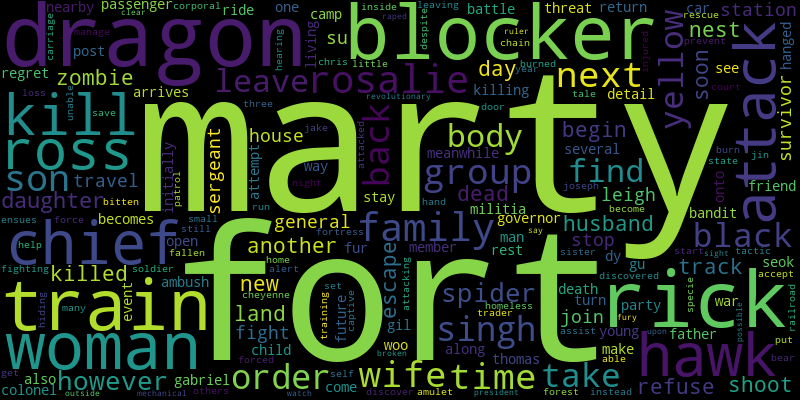 marty
fort
dragon
blocker
train
rick
hawk
chief
woman
kill
ross
attack
rosalie
family
singh
wife
time
take
order
body
group
next
find
black
son
daughter
leave
back
yellow
nest
spider
zombie
killed
however
house
another
land
new
fight
escape
husband
refuse
shoot
survivor
station
begin
leigh
day
track
stop
join
dead
general
sergeant
travel
soon
see
su
ride
passenger
nearby
carriage
clear
corporal
manage
post
regret
arrives
loss
unable
save
three
hearing
living
camp
inside
raped
despite
chris
little
burned
year
battle
one
leaving
ruler
chain
threat
return
rescue
prevent
injured
car
hanged
killing
door
revolutionary
tale
detail
several
court
state
burn
jin
friend
onto
bandit
seok
accept
railroad
tactic
sight
start
war
specie
possible
put
bear
party
young
father
make
able
fury
upon
death
turn
assist
thomas
gabriel
instead
forest
president
discover
amulet
watch
self
come
forced
child
others
mechanical
colonel
also
get
outside
many
hiding
event
ambush
soldier
fighting
help
ensues
becomes
bitten
patrol
force
small
still
fallen
open
initially
attempt
attacked
jake
night
run
way
meanwhile
stay
militia
governor
member
fur
man
rest
say
dy
gu
sister
discovered
joseph
become
hand
home
alert
fortress
cheyenne
training
set
captive
future
homeless
broken
gil
woo
trader
along
attacking